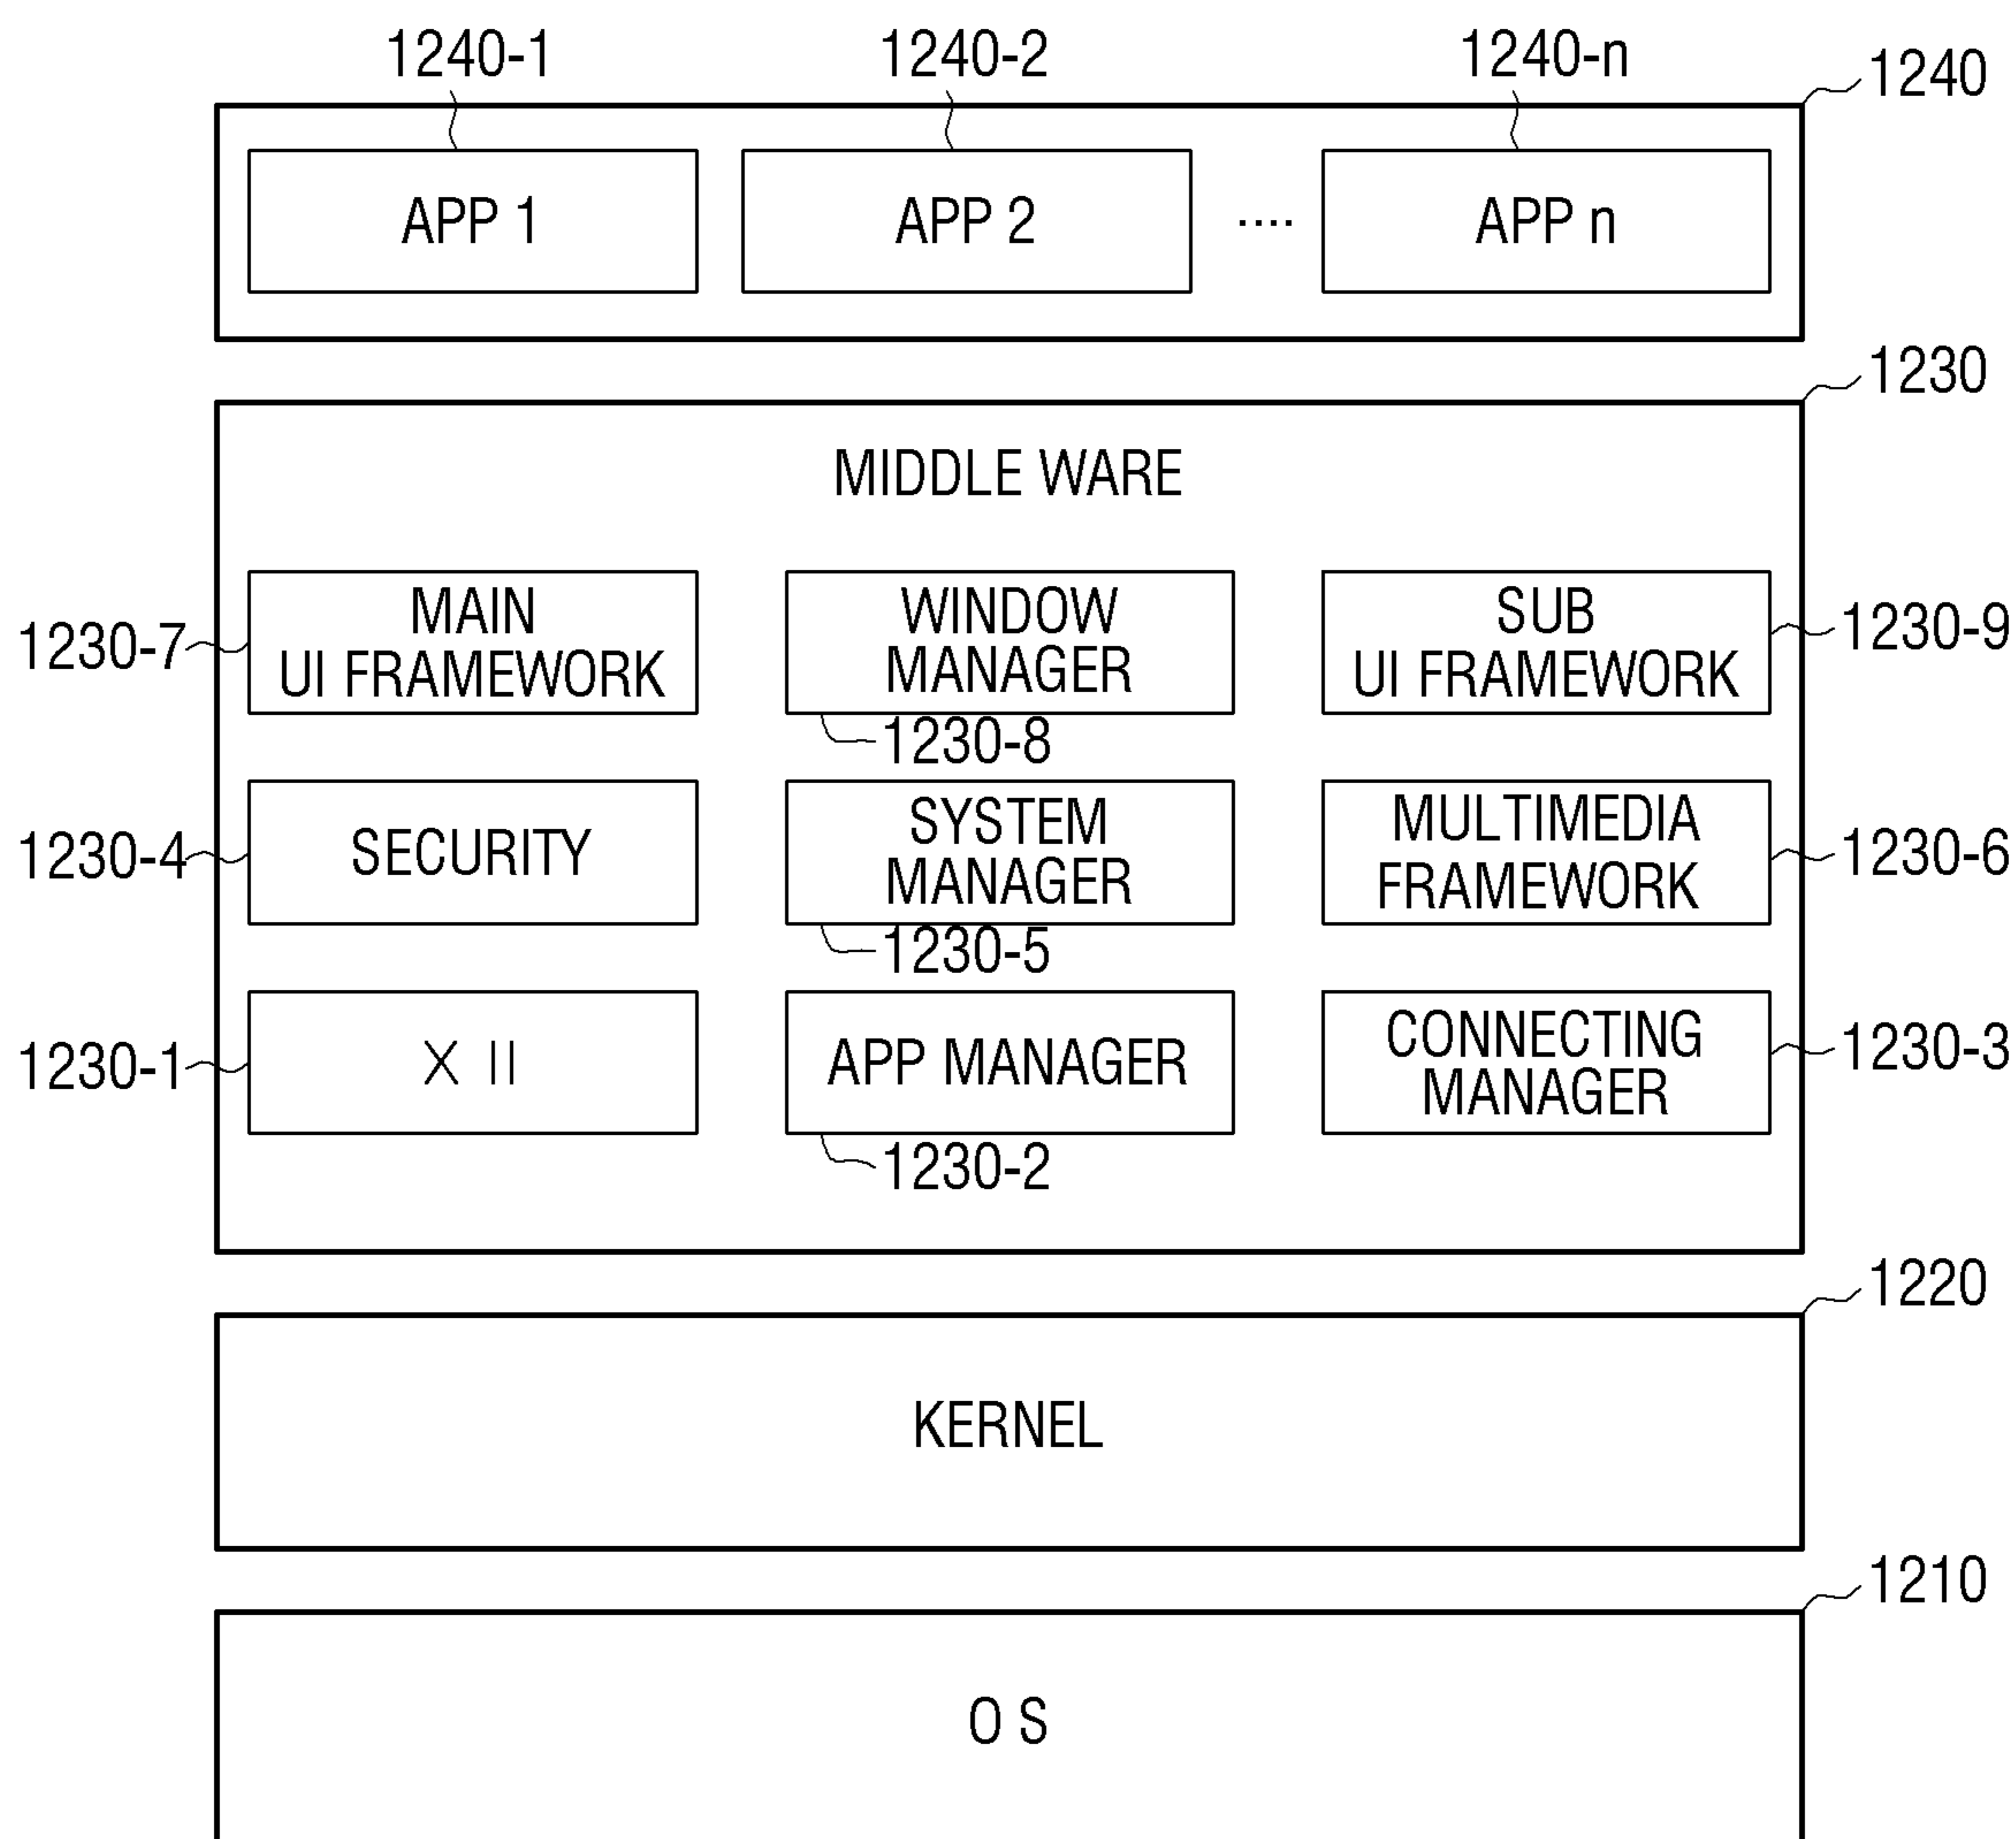 1240-1 1240-2 1240-n
1240
APP 1 APP 2 .... APP n
1230
MIDDLE WARE
1230-7
MAIN
UI FRAMEWORK
WINDOW
MANAGER
1230-8
SUB
UI FRAMEWORK
1230-9
1230-4
SECURITY
SYSTEM
MANAGER
1230-5
MULTIMEDIA
FRAMEWORK
1230-6
1230-1
X II
APP MANAGER
1230-2
CONNECTING
MANAGER
1230-3
1220
KERNEL
1210
O S